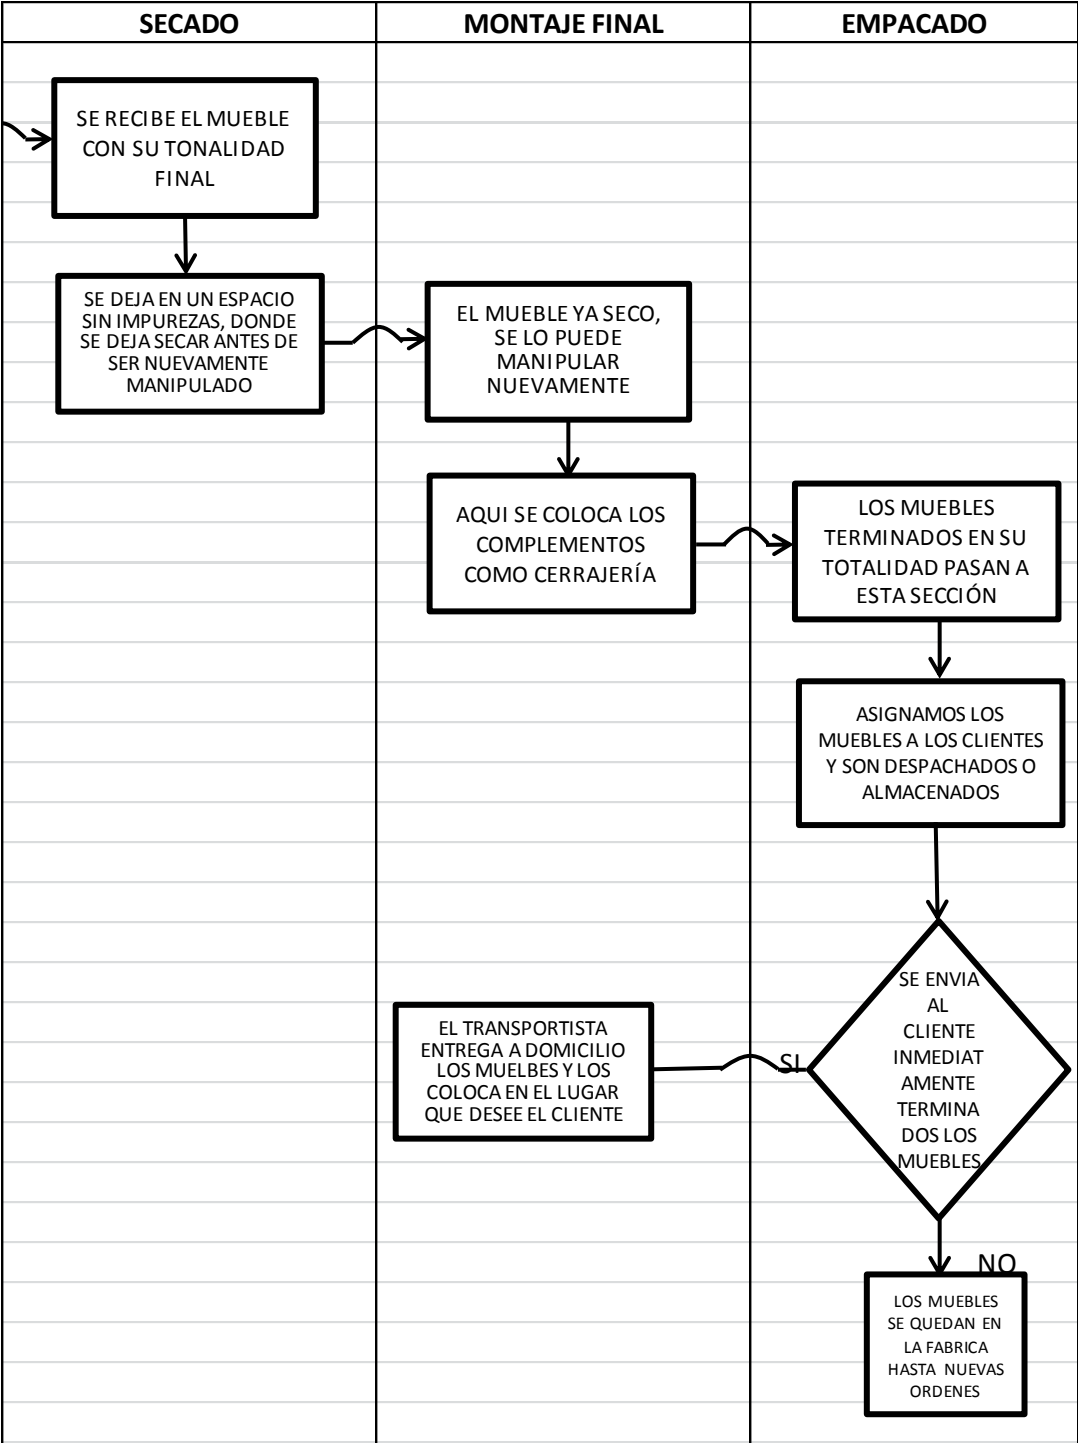 SECADO
MONTAJE FINAL
EMPACADO
SE RECIBE EL MUEBLE
CON SU TONALIDAD
FINAL
SE DEJA EN UN ESPACIO
SIN IMPUREZAS, DONDE
SE DEJA SECAR ANTES DE
SER NUEVAMENTE
MANIPULADO
EL MUEBLE YA SECO,
SE LO PUEDE
MANIPULAR
NUEVAMENTE
AQUI SE COLOCA LOS
COMPLEMENTOS
COMO CERRAJERÍA
LOS MUEBLES
TERMINADOS EN SU
TOTALIDAD PASAN A
ESTA SECCIÓN
ASIGNAMOS LOS
MUEBLES A LOS CLIENTES
Y SON DESPACHADOS O
ALMACENADOS
SE ENVIA
AL
CLIENTE
INMEDIAT
AMENTE
TERMINA
DOS LOS
MUEBLES
SI
EL TRANSPORTISTA
ENTREGA A DOMICILIO
LOS MUELBES Y LOS
COLOCA EN EL LUGAR
QUE DESEE EL CLIENTE
NO
LOS MUEBLES
SE QUEDAN EN
LA FABRICA
HASTA NUEVAS
ORDENES